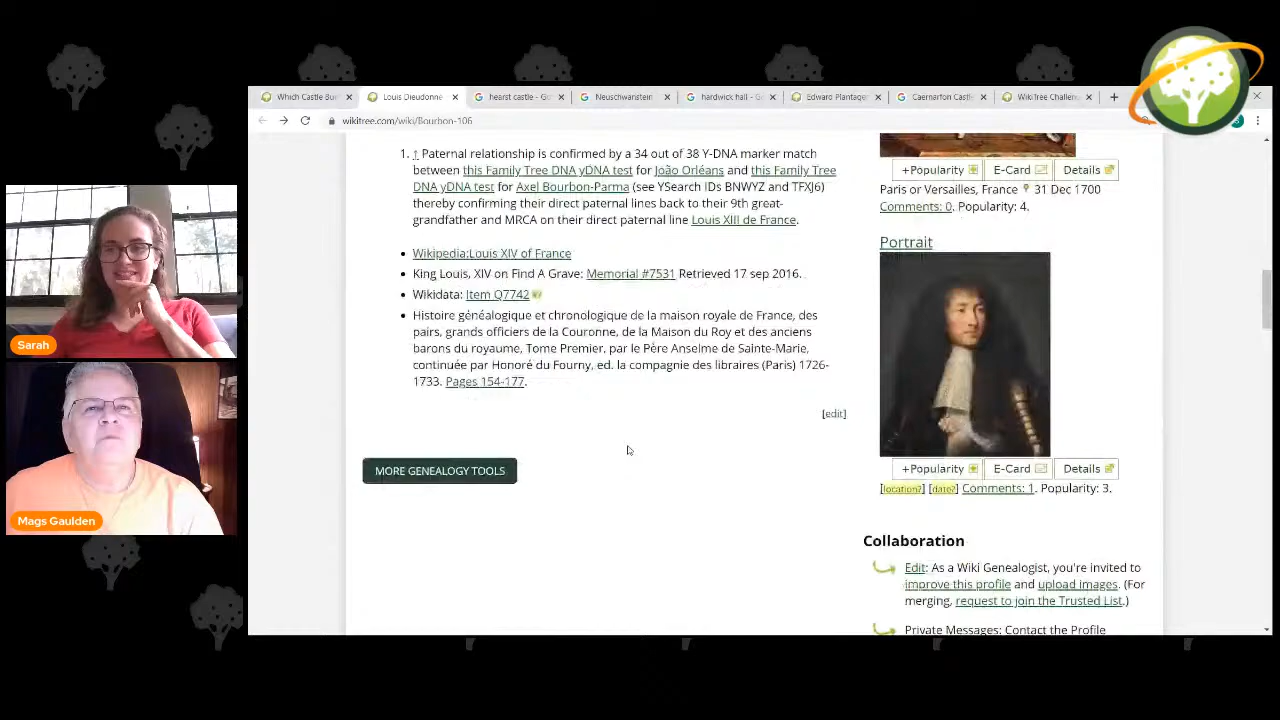 Which Castle Bu
Louis Dieudonne
hearst castle - Go
Neuschwanstein
hardwick hall - G
Edward Plantage
Caernarfon Castl
WikiTree Challen
wikitree.com/wiki/Bourbon-106
1. ↑ Paternal relationship is confirmed by a 34 out of 38 Y-DNA marker match
between this Family Tree DNA yDNA test for João Orléans and this Family Tree
DNA yDNA test for Axel Bourbon-Parma (see YSearch IDs BNWYZ and TFXJ6)
thereby confirming their direct paternal lines back to their 9th great-
grandfather and MRCA on their direct paternal line Louis XIII de France.
• Wikipedia:Louis XIV of France
• King Louis, XIV on Find A Grave: Memorial #7531 Retrieved 17 sep 2016.
• Wikidata: Item Q7742
• Histoire généalogique et chronologique de la maison royale de France, des
pairs, grands officiers de la Couronne, de la Maison du Roy et des anciens
barons du royaume, Tome Premier, par le Père Anselme de Sainte-Marie,
continuée par Honoré du Fourny, ed. la compagnie des libraires (Paris) 1726-
1733. Pages 154-177.
[edit]
MORE GENEALOGY TOOLS
+Popularity E-Card Details
Paris or Versailles, France 31 Dec 1700
Comments: 0. Popularity: 4.
Portrait
+Popularity E-Card Details
[location?] [date?] Comments: 1. Popularity: 3.
Collaboration
Edit: As a Wiki Genealogist, you're invited to
improve this profile and upload images. (For
merging, request to join the Trusted List.)
Private Messages: Contact the Profile
Sarah
Mags Gaulden